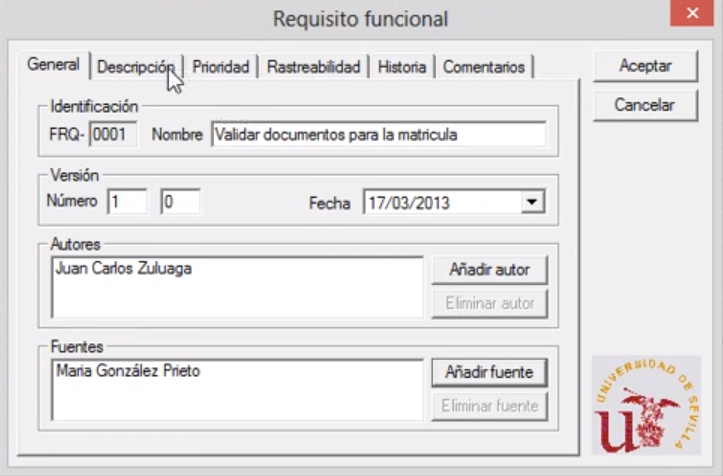 Requisito funcional
General Descripción Prioridad Rastreabilidad Historia Comentarios
Aceptar
Cancelar
Identificación
FRQ- 0001 Nombre Validar documentos para la matricula
Versión
Número 1 0 Fecha 17/03/2013
Autores
Juan Carlos Zuluaga
Añadir autor
Eliminar autor
Fuentes
Maria González Prieto
Añadir fuente
Eliminar fuente
UNIVERSIDAD DE SEVILLA